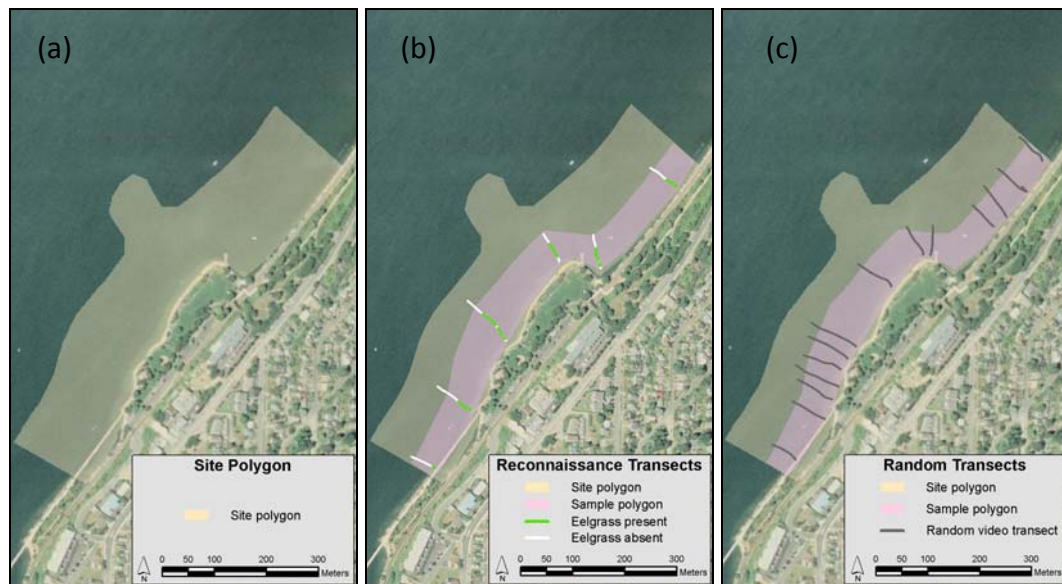 (a)
Site Polygon
Site polygon
N
0 50 100 200 300
Meters
(b)
Reconnaissance Transects
Site polygon
Sample polygon
Eelgrass present
Eelgrass absent
N
0 50 100 200 300
Meters
(c)
Random Transects
Site polygon
Sample polygon
Random video transect
N
0 50 100 200 300
Meters